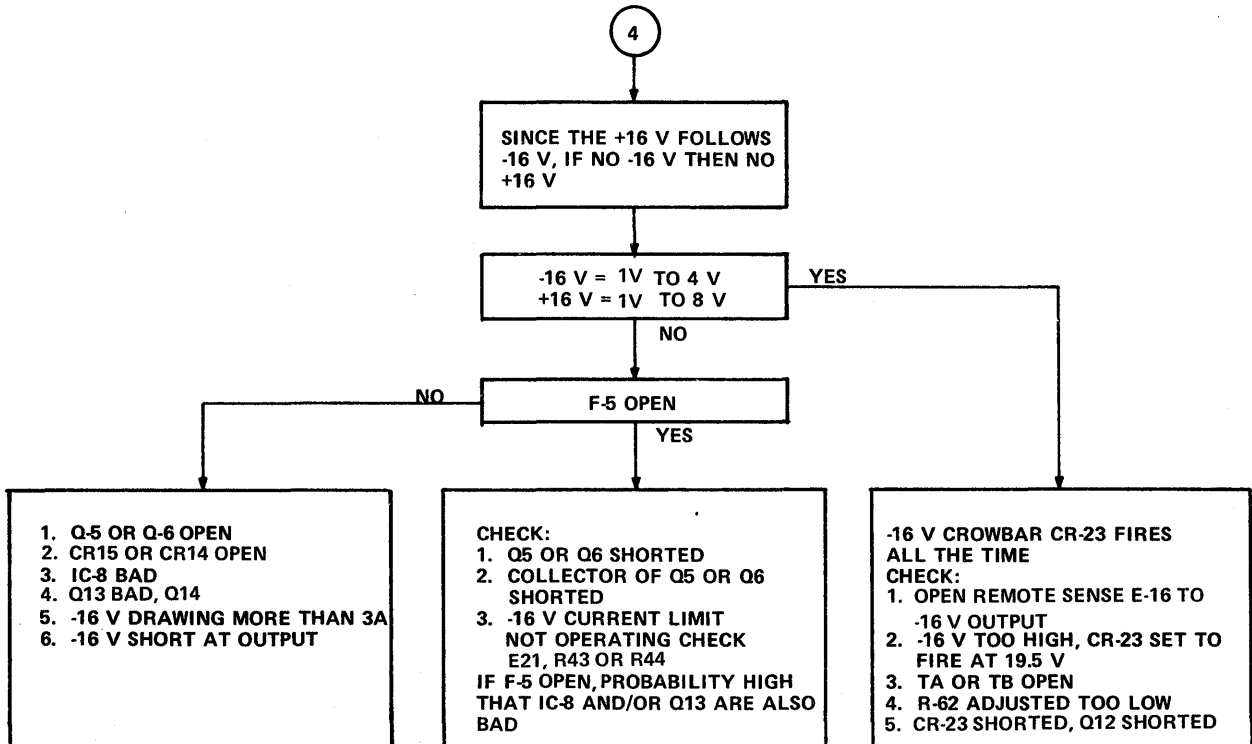 4
SINCE THE +16 V FOLLOWS
-16 V, IF NO -16 V THEN NO
+16 V
-16 V = 1V TO 4 V
+16 V = 1V TO 8 V
YES
NO
F-5 OPEN
NO
YES
1. Q-5 OR Q-6 OPEN
2. CR15 OR CR14 OPEN
3. IC-8 BAD
4. Q13 BAD, Q14
5. -16 V DRAWING MORE THAN 3A
6. -16 V SHORT AT OUTPUT
CHECK:
1. Q5 OR Q6 SHORTED
2. COLLECTOR OF Q5 OR Q6
SHORTED
3. -16 V CURRENT LIMIT
NOT OPERATING CHECK
E21, R43 OR R44
IF F-5 OPEN, PROBABILITY HIGH
THAT IC-8 AND/OR Q13 ARE ALSO
BAD
-16 V CROWBAR CR-23 FIRES
ALL THE TIME
CHECK:
1. OPEN REMOTE SENSE E-16 TO
-16 V OUTPUT
2. -16 V TOO HIGH, CR-23 SET TO
FIRE AT 19.5 V
3. TA OR TB OPEN
4. R-62 ADJUSTED TOO LOW
5. CR-23 SHORTED, Q12 SHORTED